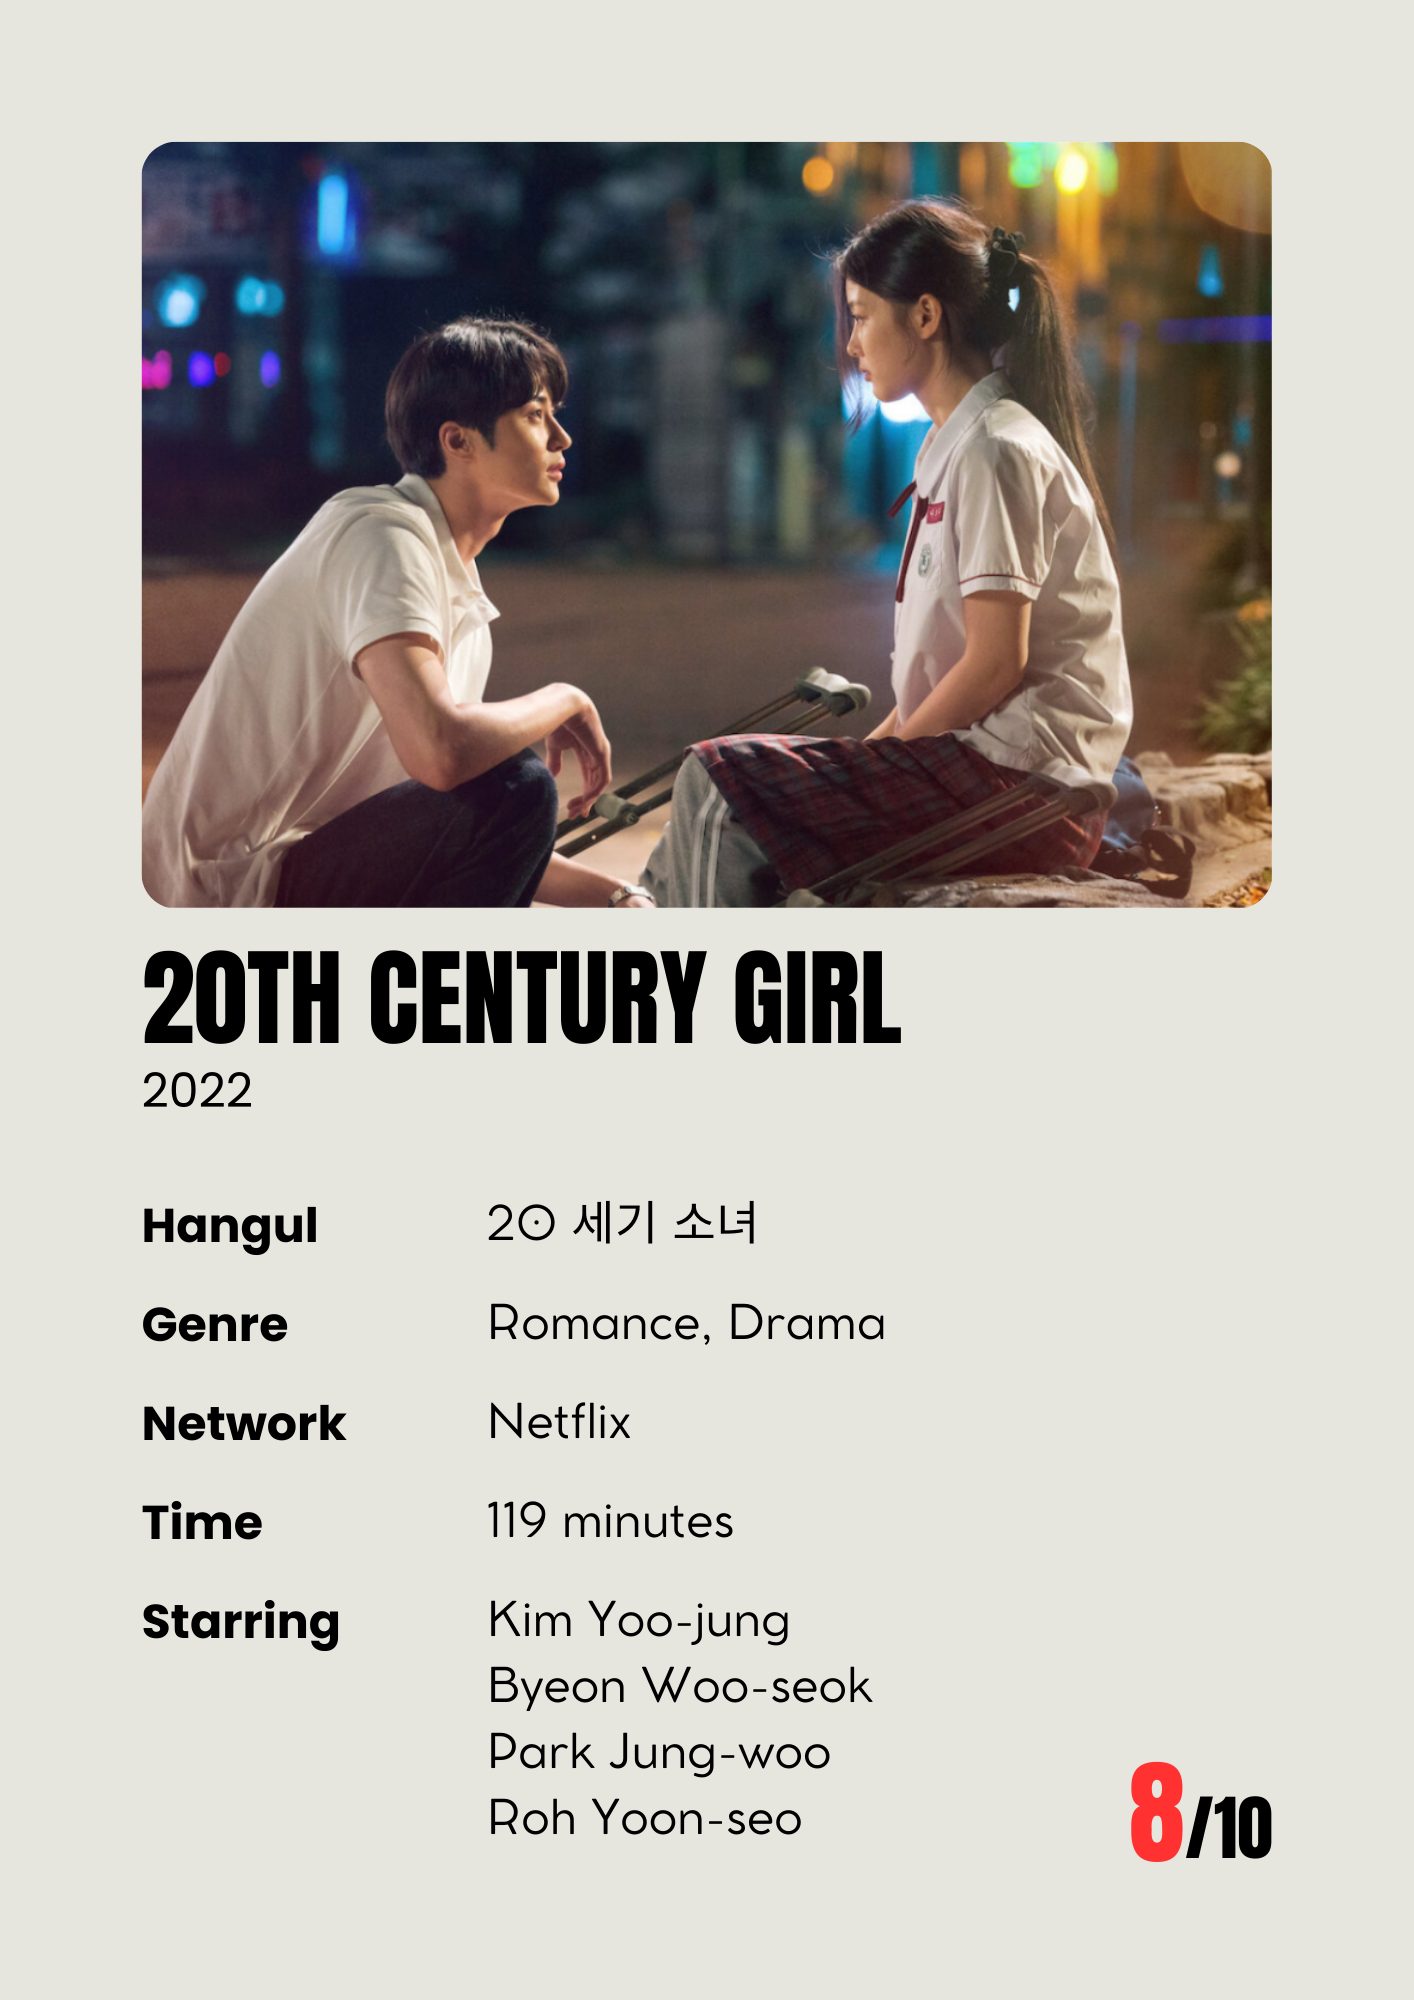 20TH CENTURY GIRL
2022
Hangul 20 세기 소녀
Genre Romance, Drama
Network Netflix
Time 119 minutes
Starring Kim Yoo-jung
Byeon Woo-seok
Park Jung-woo
Roh Yoon-seo
8/10